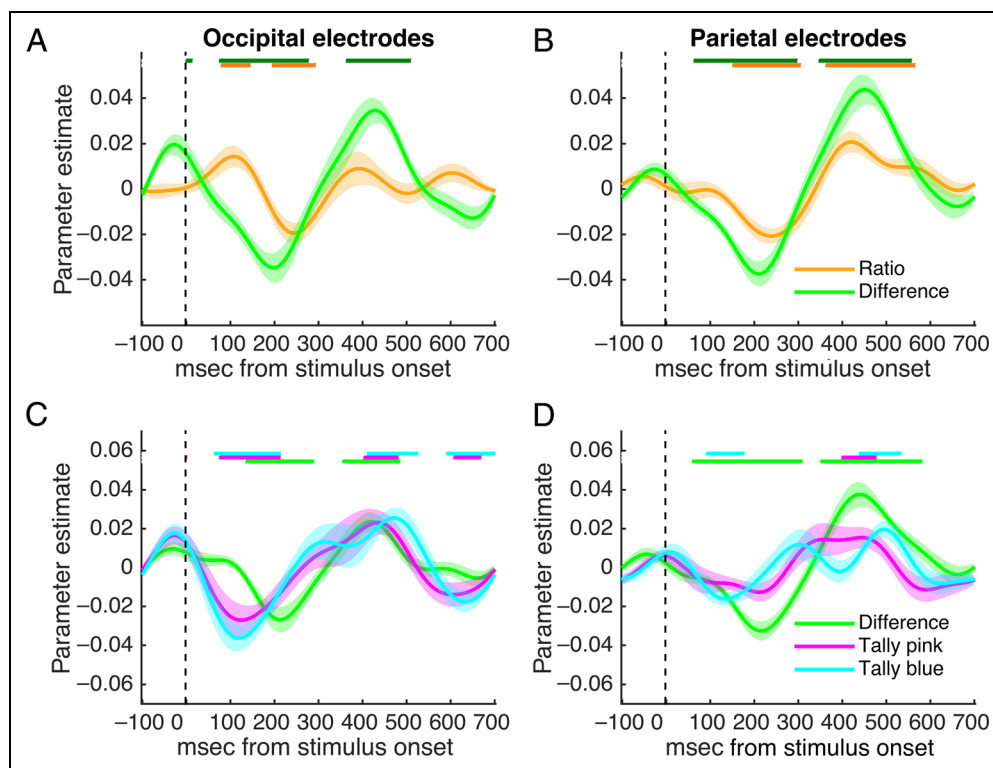 A
Occipital electrodes
B
Parietal electrodes
Parameter estimate
0.04
0.02
0
−0.02
−0.04
0.04
0.02
0
−0.02
−0.04
Ratio
Difference
−100 0 100 200 300 400 500 600 700
msec from stimulus onset
−100 0 100 200 300 400 500 600 700
msec from stimulus onset
C
D
Parameter estimate
0.06
0.04
0.02
0
−0.02
−0.04
−0.06
Parameter estimate
0.06
0.04
0.02
0
−0.02
−0.04
−0.06
Difference
Tally pink
Tally blue
−100 0 100 200 300 400 500 600 700
msec from stimulus onset
−100 0 100 200 300 400 500 600 700
msec from stimulus onset